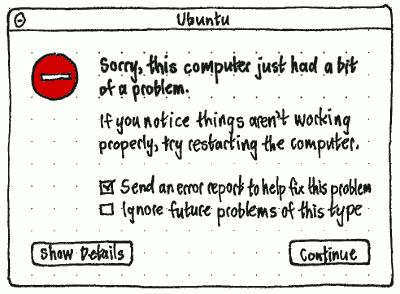 Ubuntu
Sorry, this computer just had a bit
of a problem.
If you notice things aren't working
properly, try restarting the computer.
Send an error report to help fix this problem
Ignore future problems of this type
Show Details
Continue